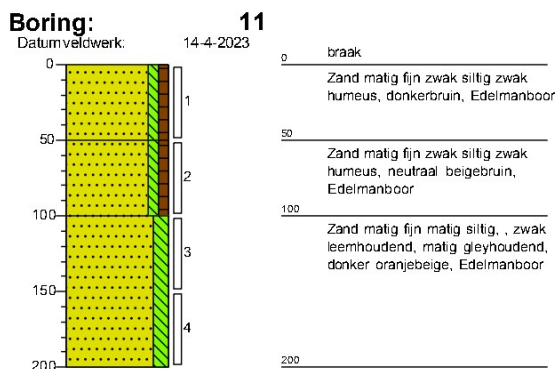 Boring: 11
Datum veldwerk: 14-4-2023
0
50
100
150
200
1
2
3
4
0 braak
Zand matig fijn zwak siltig zwak
humeus, donkerbruin, Edelmanboor
50
Zand matig fijn zwak siltig zwak
humeus, neutraal beigebruin,
Edelmanboor
100
Zand matig fijn matig siltig, , zwak
leemhoudend, matig gleyhoudend,
donker oranjebeige, Edelmanboor
200